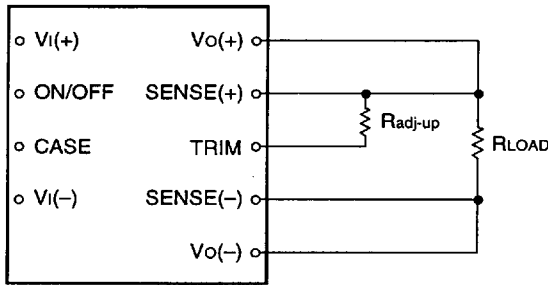 VI(+)
VO(+)
ON/OFF
SENSE(+)
Radj-up
CASE
TRIM
RLOAD
VI(–)
SENSE(–)
VO(–)